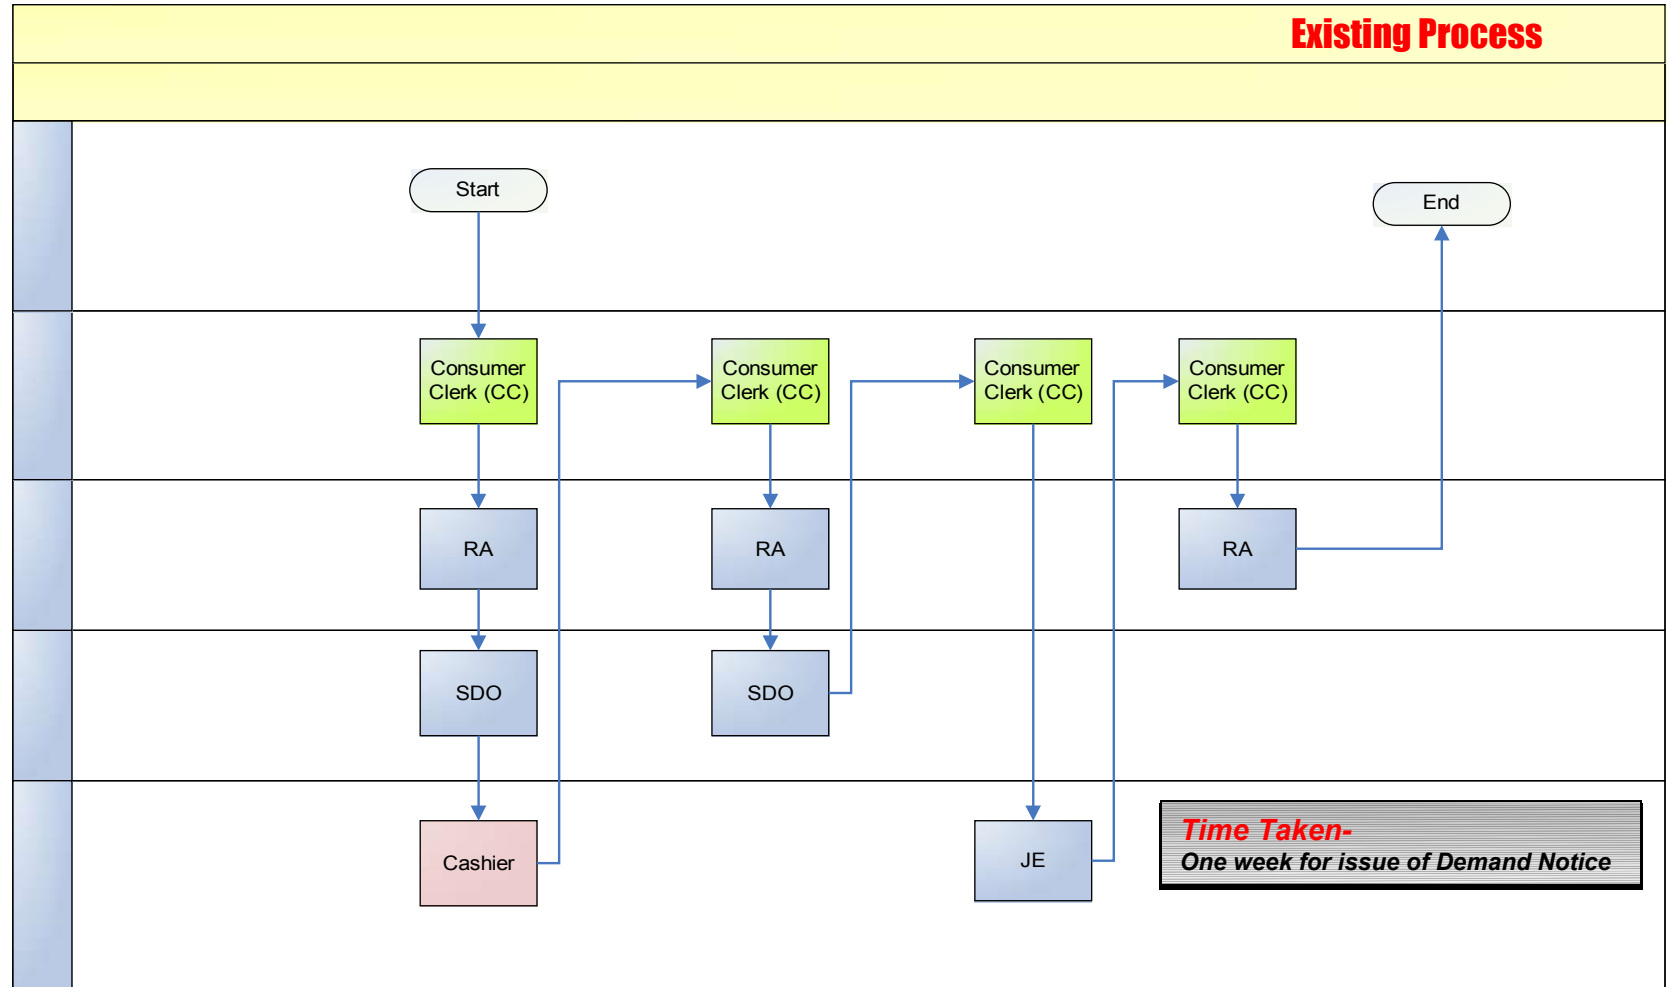 Existing Process
Start
End
Consumer
Clerk (CC)
Consumer
Clerk (CC)
Consumer
Clerk (CC)
Consumer
Clerk (CC)
RA
RA
RA
SDO
SDO
Cashier
JE
Time Taken-
One week for issue of Demand Notice